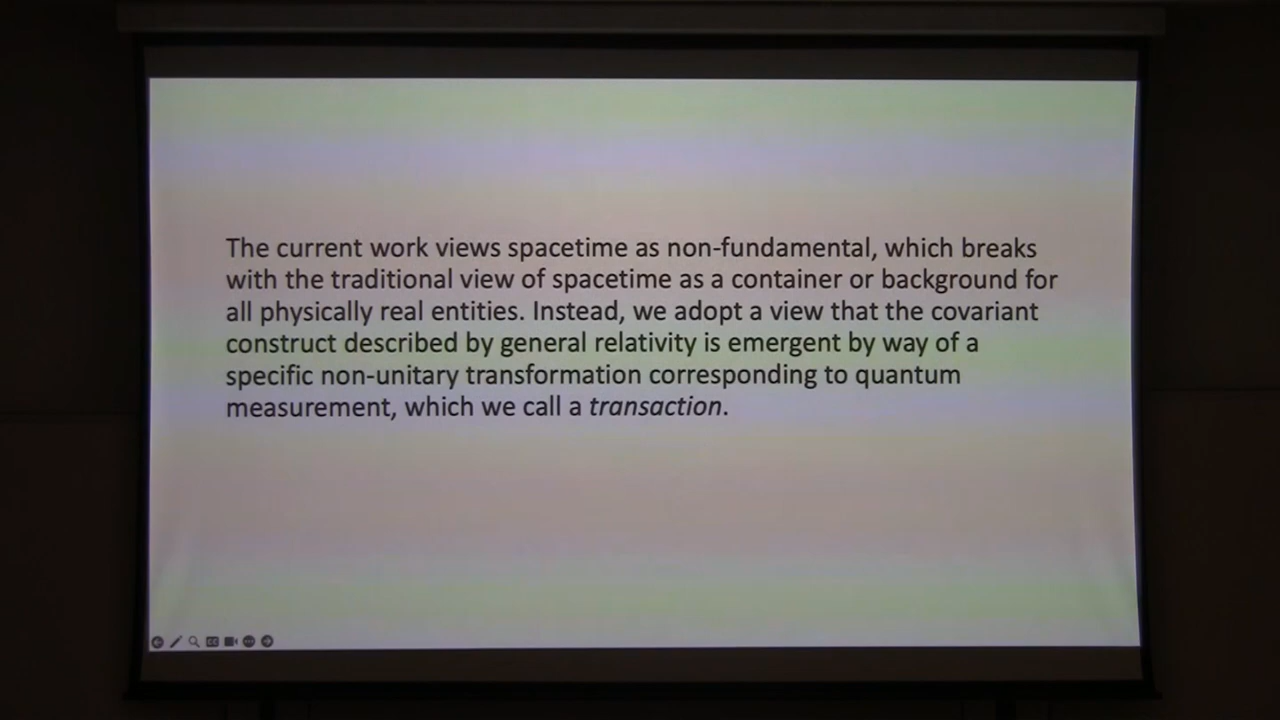 The current work views spacetime as non-fundamental, which breaks
with the traditional view of spacetime as a container or background for
all physically real entities. Instead, we adopt a view that the covariant
construct described by general relativity is emergent by way of a
specific non-unitary transformation corresponding to quantum
measurement, which we call a transaction.